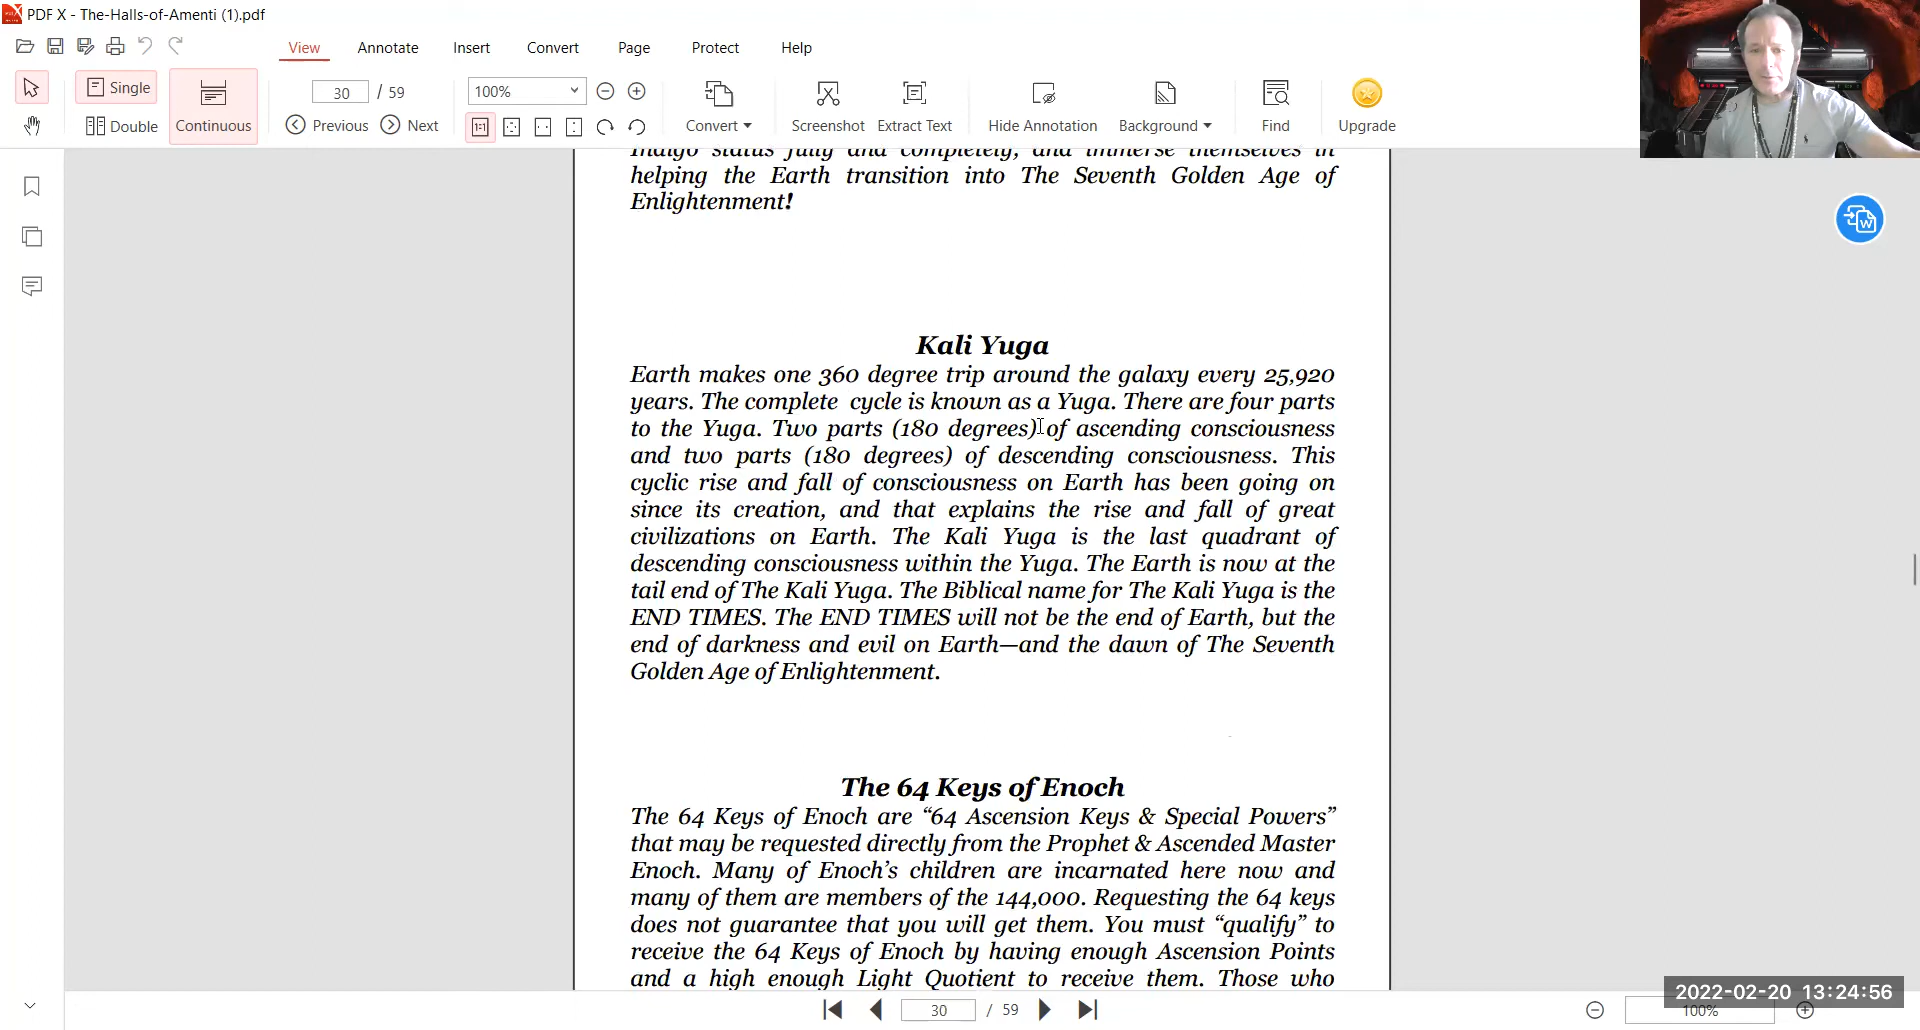 PDF X - The-Halls-of-Amenti (1).pdf
View Annotate Insert Convert Page Protect Help
Single
Double
Continuous
30 / 59
Previous Next
100%
1:1
Convert
Screenshot
Extract Text
Hide Annotation
Background
Find
Upgrade
Indigo status fully and completely, and immerse themselves in
helping the Earth transition into The Seventh Golden Age of
Enlightenment!
Kali Yuga
Earth makes one 360 degree trip around the galaxy every 25,920
years. The complete cycle is known as a Yuga. There are four parts
to the Yuga. Two parts (180 degrees) of ascending consciousness
and two parts (180 degrees) of descending consciousness. This
cyclic rise and fall of consciousness on Earth has been going on
since its creation, and that explains the rise and fall of great
civilizations on Earth. The Kali Yuga is the last quadrant of
descending consciousness within the Yuga. The Earth is now at the
tail end of The Kali Yuga. The Biblical name for The Kali Yuga is the
END TIMES. The END TIMES will not be the end of Earth, but the
end of darkness and evil on Earth—and the dawn of The Seventh
Golden Age of Enlightenment.
The 64 Keys of Enoch
The 64 Keys of Enoch are “64 Ascension Keys & Special Powers”
that may be requested directly from the Prophet & Ascended Master
Enoch. Many of Enoch’s children are incarnated here now and
many of them are members of the 144,000. Requesting the 64 keys
does not guarantee that you will get them. You must “qualify” to
receive the 64 Keys of Enoch by having enough Ascension Points
and a high enough Light Quotient to receive them. Those who
30 / 59
2022-02-20 13:24:56
100%